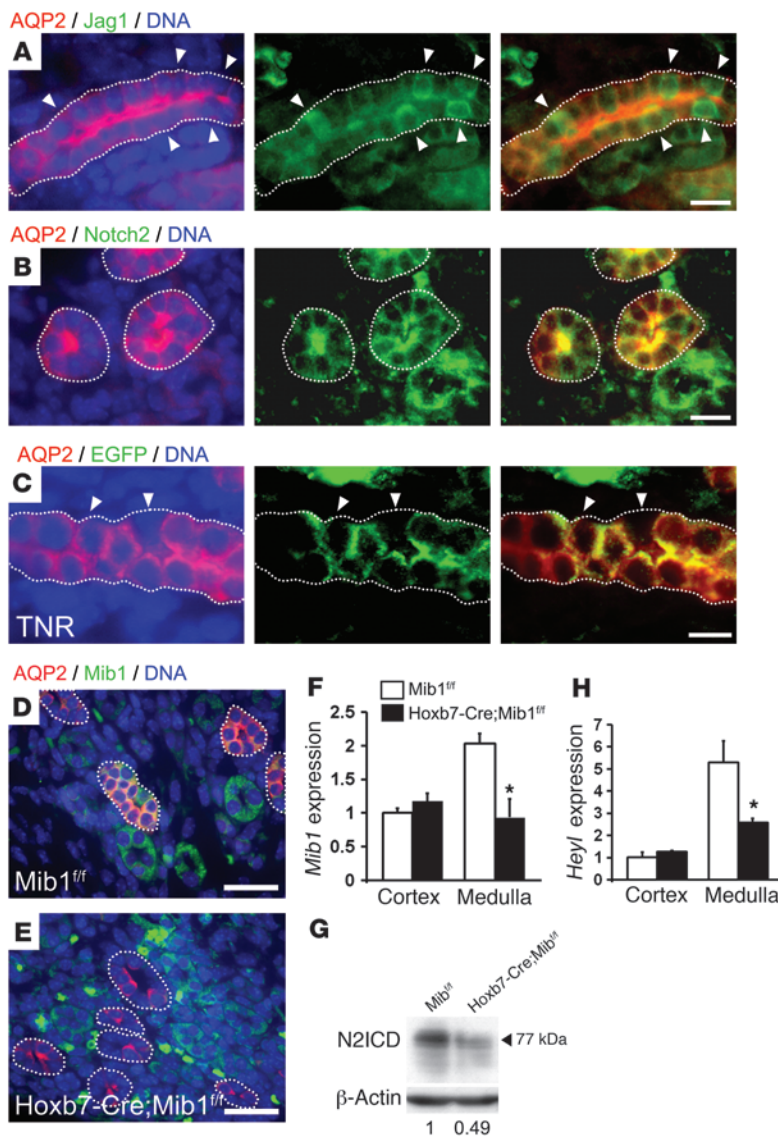 AQP2 / Jag1 / DNA
A
AQP2 / Notch2 / DNA
B
AQP2 / EGFP / DNA
C
TNR
AQP2 / Mib1 / DNA
D
Mib1f/f
E
Hoxb7-Cre;Mib1f/f
F
Mib1f/f
Hoxb7-Cre;Mib1f/f
Mib1 expression
2.5
2
1.5
1
0.5
0
*
Cortex Medulla
H
Heyl expression
7
6
5
4
3
2
1
0
*
Cortex Medulla
G
Mibf/f
Hoxb7-Cre;Mibf/f
N2ICD
77 kDa
β-Actin
1 0.49